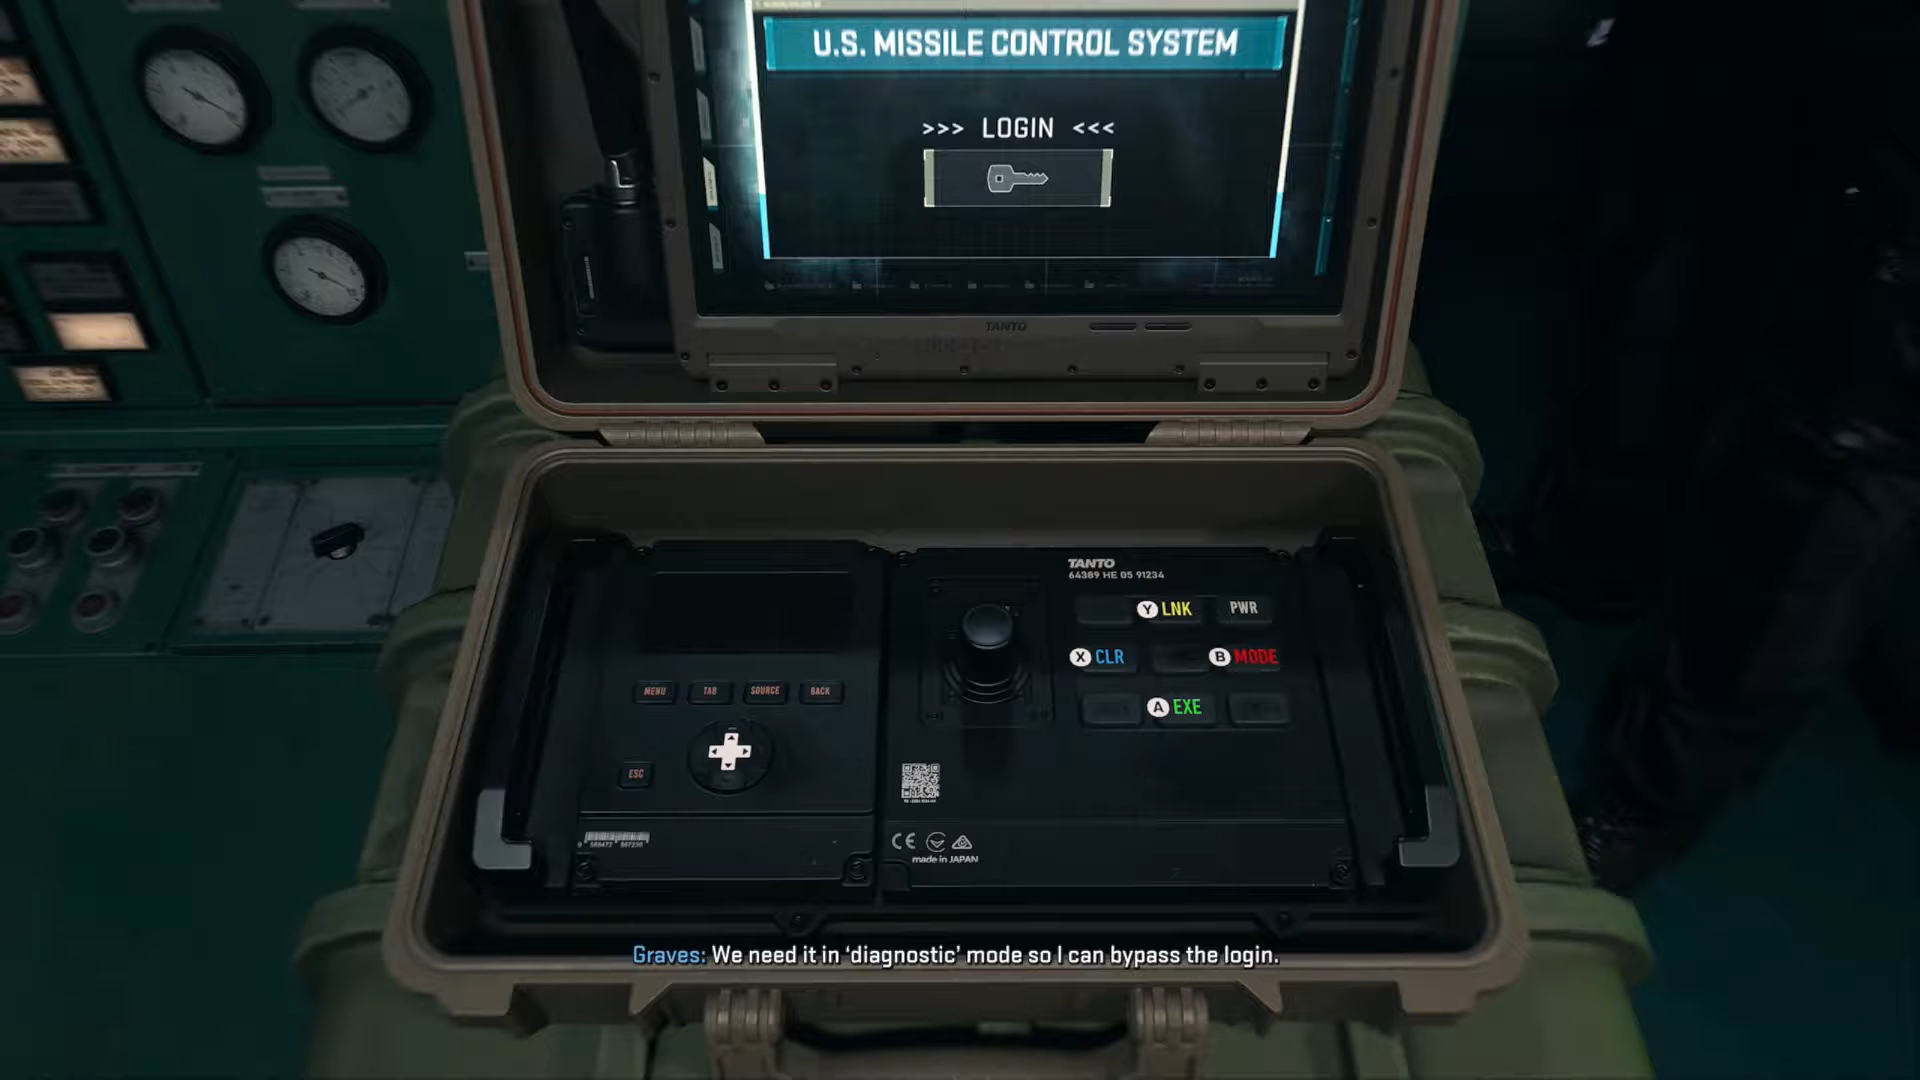 U.S. MISSILE CONTROL SYSTEM
>>> LOGIN <<<
TANTO
TANTO
64389 HE 05 91234
Y LNK PWR
X CLR B MODE
A EXE
MENU TAB SOURCE BACK
ESC
CE
made in JAPAN
Graves: We need it in ‘diagnostic’ mode so I can bypass the login.